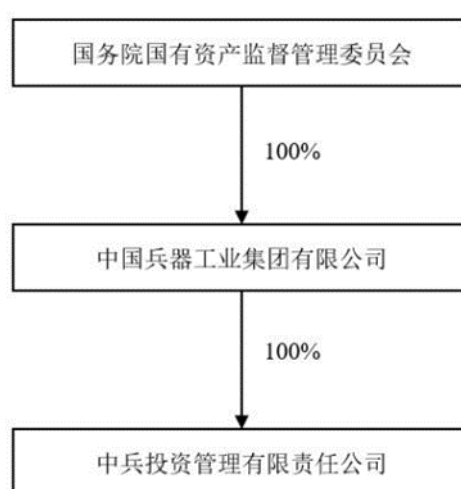 国务院国有资产监督管理委员会
100%
中国兵器工业集团有限公司
100%
中兵投资管理有限责任公司